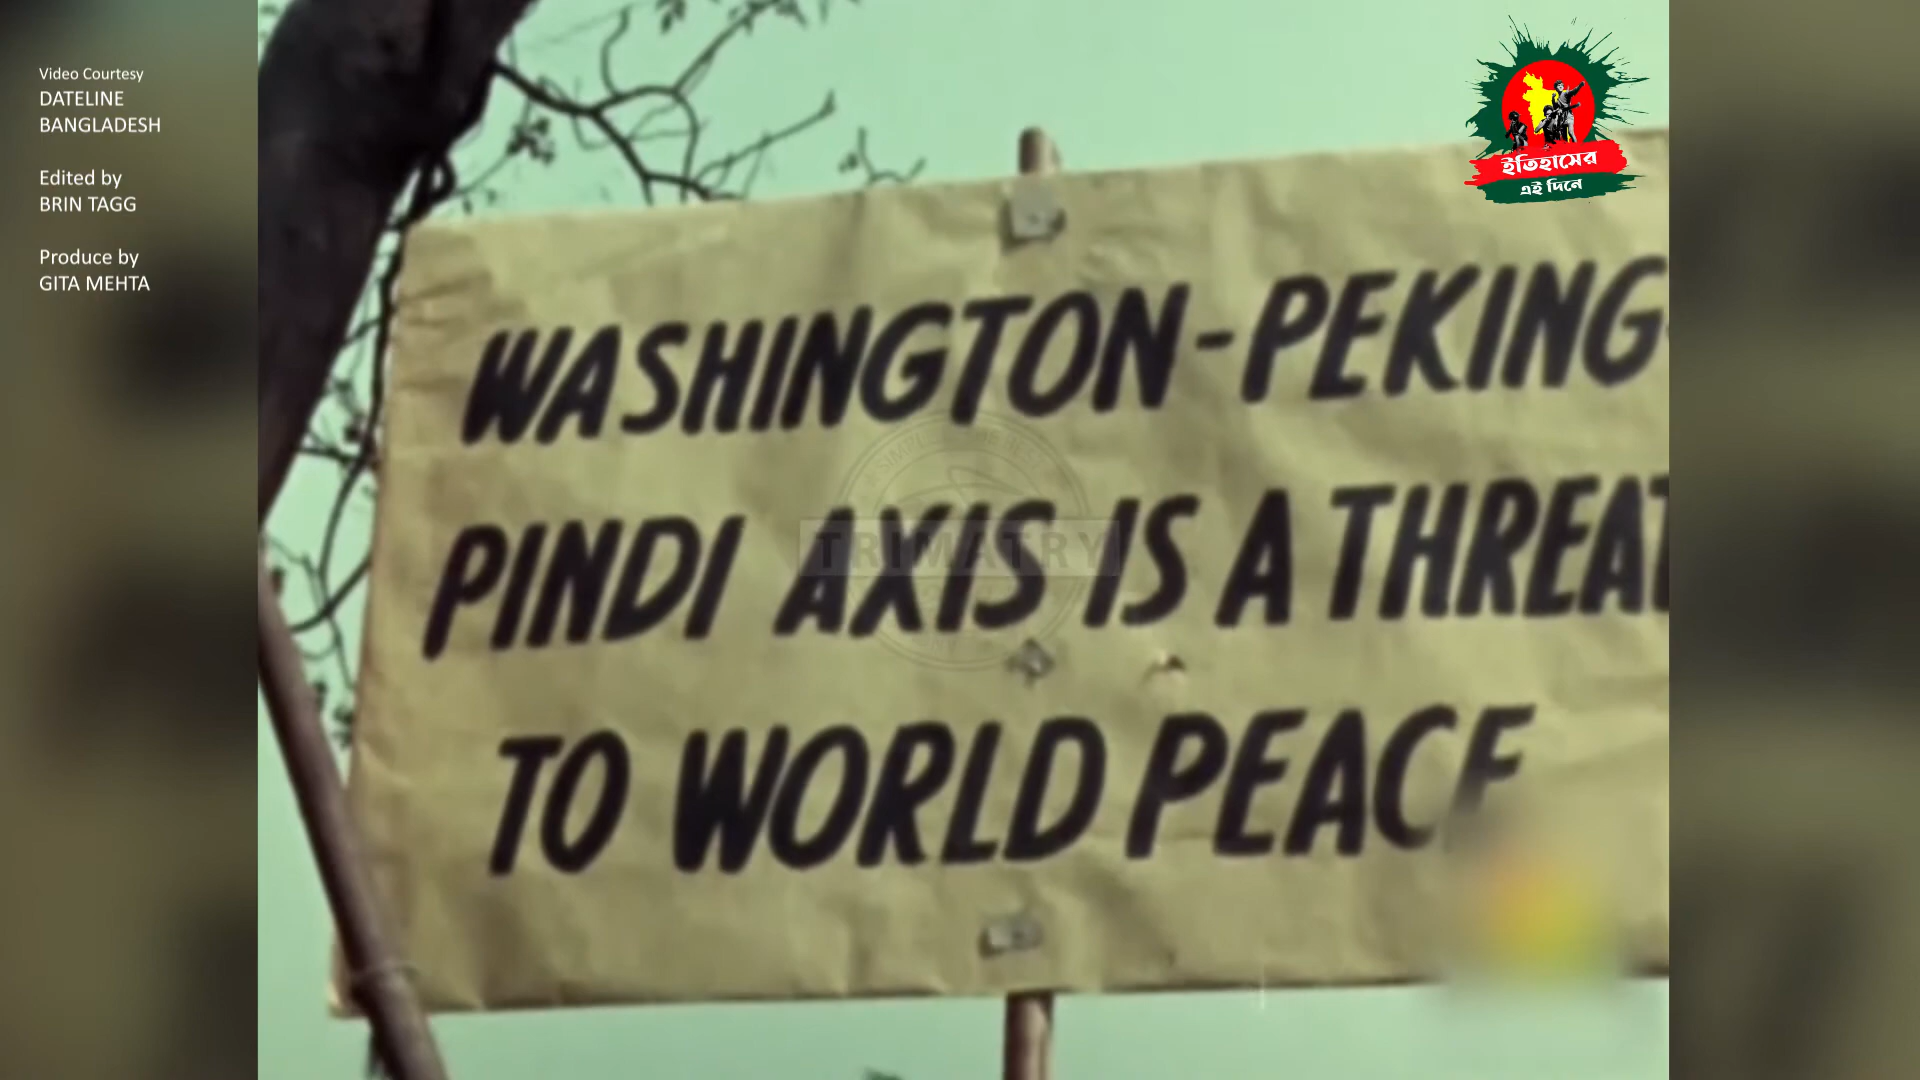 Video Courtesy
DATELINE
BANGLADESH
Edited by
BRIN TAGG
Produce by
GITA MEHTA
ইতিহাসের
এই দিনে
WASHINGTON-PEKING-
PINDI AXIS IS A THREAT
TO WORLD PEACE
TRIMATRY